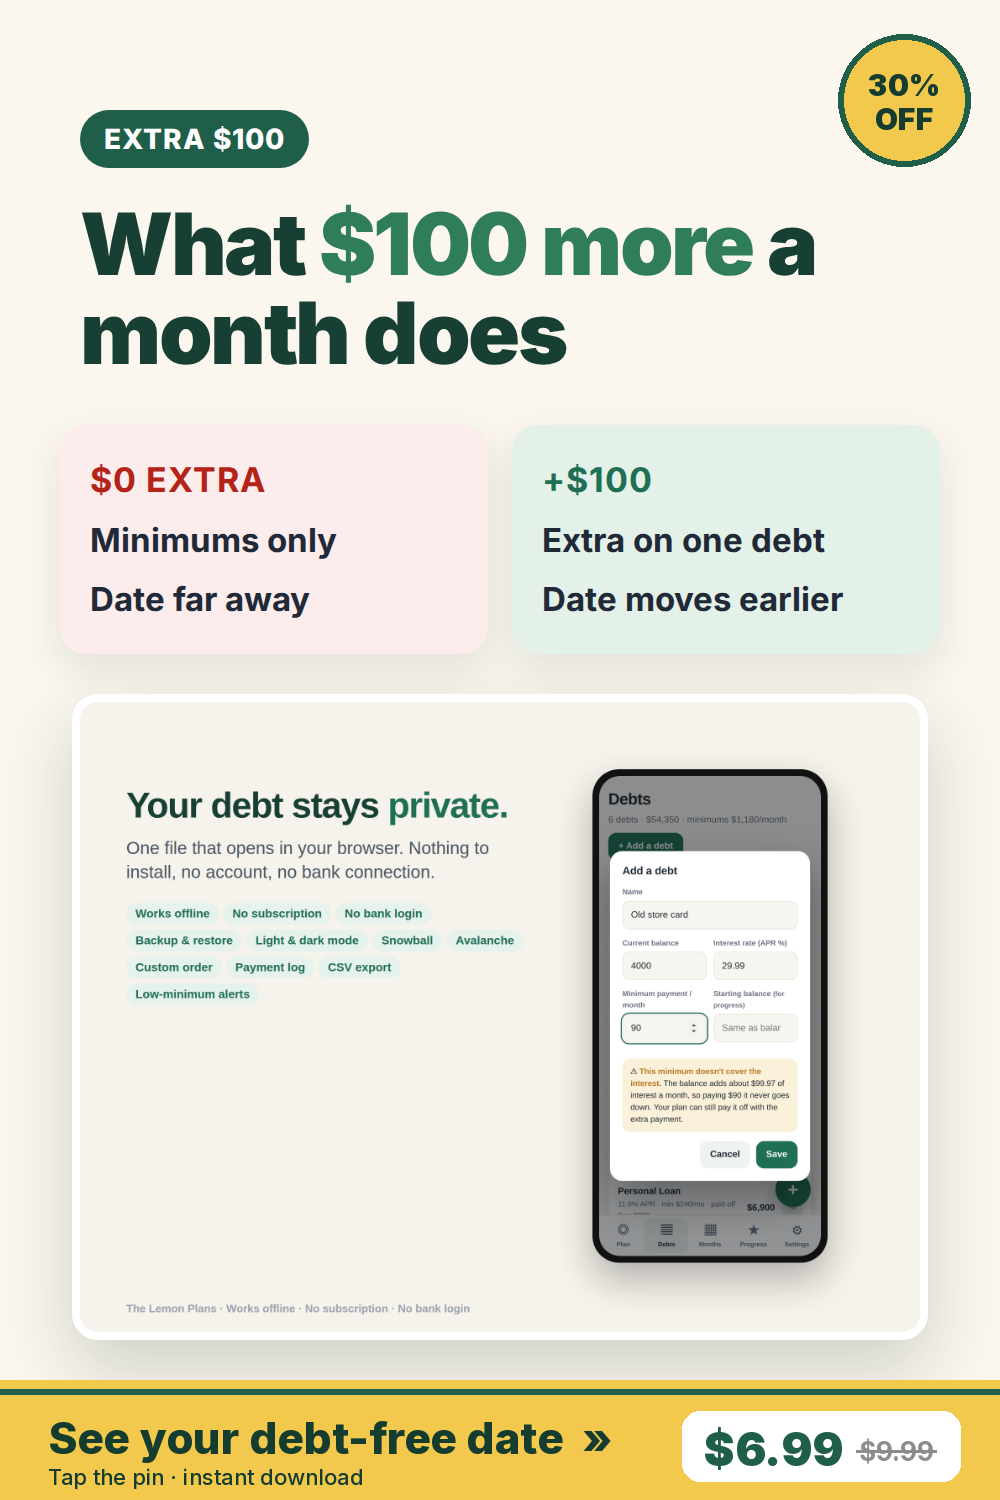 30%
OFF
EXTRA $100
What $100 more a
month does
$0 EXTRA
Minimums only
Date far away
+$100
Extra on one debt
Date moves earlier
Your debt stays private.
One file that opens in your browser. Nothing to
install, no account, no bank connection.
Works offline No subscription No bank login
Backup & restore Light & dark mode Snowball Avalanche
Custom order Payment log CSV export
Low-minimum alerts
Debts
6 debts · $54,350 · minimums $1,180/month
+ Add a debt
Add a debt
Name
Old store card
Current balance Interest rate (APR %)
4000 29.99
Minimum payment / month
Starting balance (for progress)
90 Same as balar
⚠ This minimum doesn't cover the
interest. The balance adds about $99.97 of
interest a month, so paying $90 it never goes
down. Your plan can still pay it off with the
extra payment.
Cancel Save
+
Personal Loan
11.9% APR · min $240/mo · paid off
$6,900
Plan Debts Months Progress Settings
The Lemon Plans · Works offline · No subscription · No bank login
See your debt-free date »
Tap the pin · instant download
$6.99 $9.99